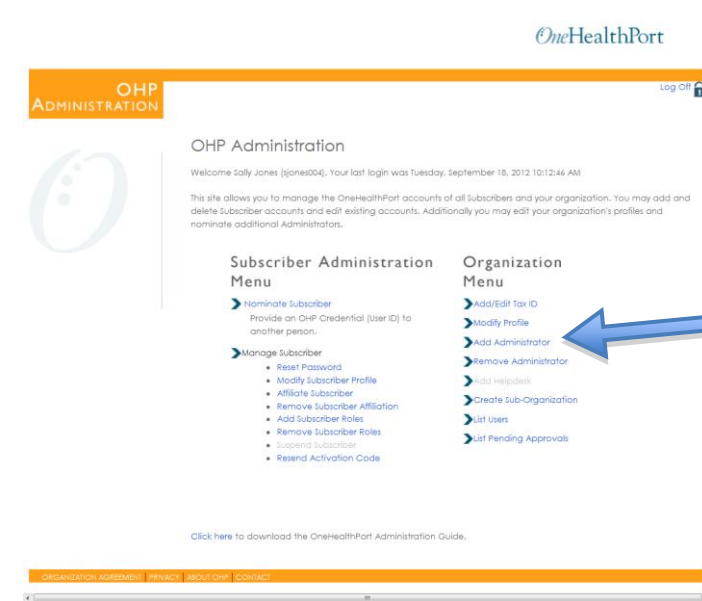 OneHealthPort
OHP
ADMINISTRATION
Log Off
OHP Administration
Welcome Sally Jones (sjones004). Your last login was Tuesday, September 18, 2012 10:12:46 AM
This site allows you to manage the OneHealthPort accounts of all Subscribers and your organization. You may add and
delete Subscriber accounts and edit existing accounts. Additionally you may edit your organization's profiles and
nominate additional Administrators.
Subscriber Administration
Menu
Nominate Subscriber
Provide an OHP Credential (User ID) to
another person.
Manage Subscriber
Reset Password
Modify Subscriber Profile
Affiliate Subscriber
Remove Subscriber Affiliation
Add Subscriber Roles
Remove Subscriber Roles
Suspend Subscriber
Resend Activation Code
Organization
Menu
Add/Edit Tax ID
Modify Profile
Add Administrator
Remove Administrator
Add Helpdesk
Create Sub-Organization
List Users
List Pending Approvals
Click here to download the OneHealthPort Administration Guide.
ORGANIZATION AGREEMENT | PRIVACY | ABOUT OHP | CONTACT